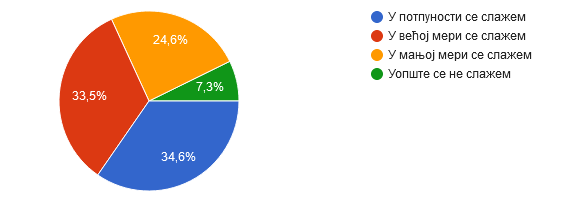 24,6%
33,5%
7,3%
34,6%
У потпуности се слажем
У већој мери се слажем
У мањој мери се слажем
Уопште се не слажем